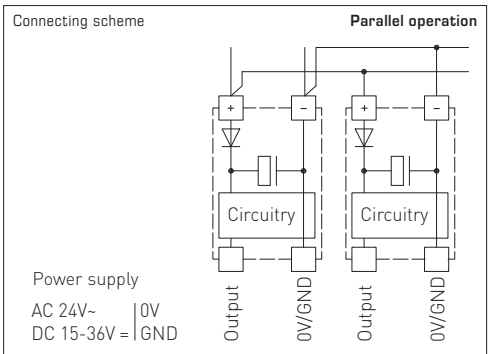 Connecting scheme Parallel operation
+ − + −
Circuitry Circuitry
Power supply
AC 24V~ | 0V
DC 15-36V = | GND
Output 0V/GND Output 0V/GND